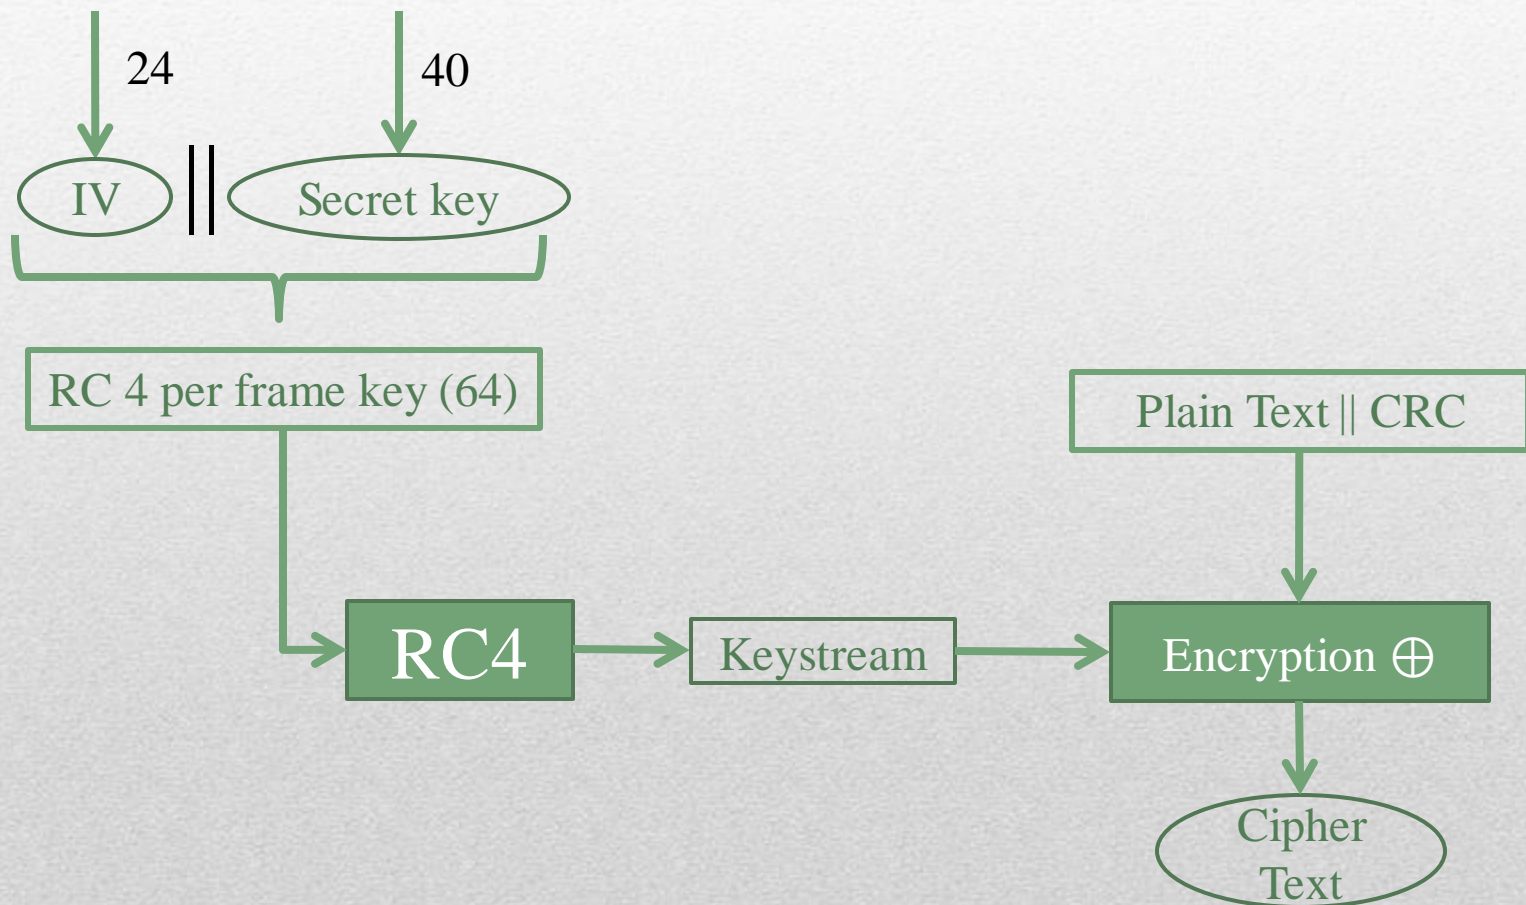 24
40
IV
||
Secret key
RC 4 per frame key (64)
Plain Text || CRC
RC4
Keystream
Encryption ⊕
Cipher
Text